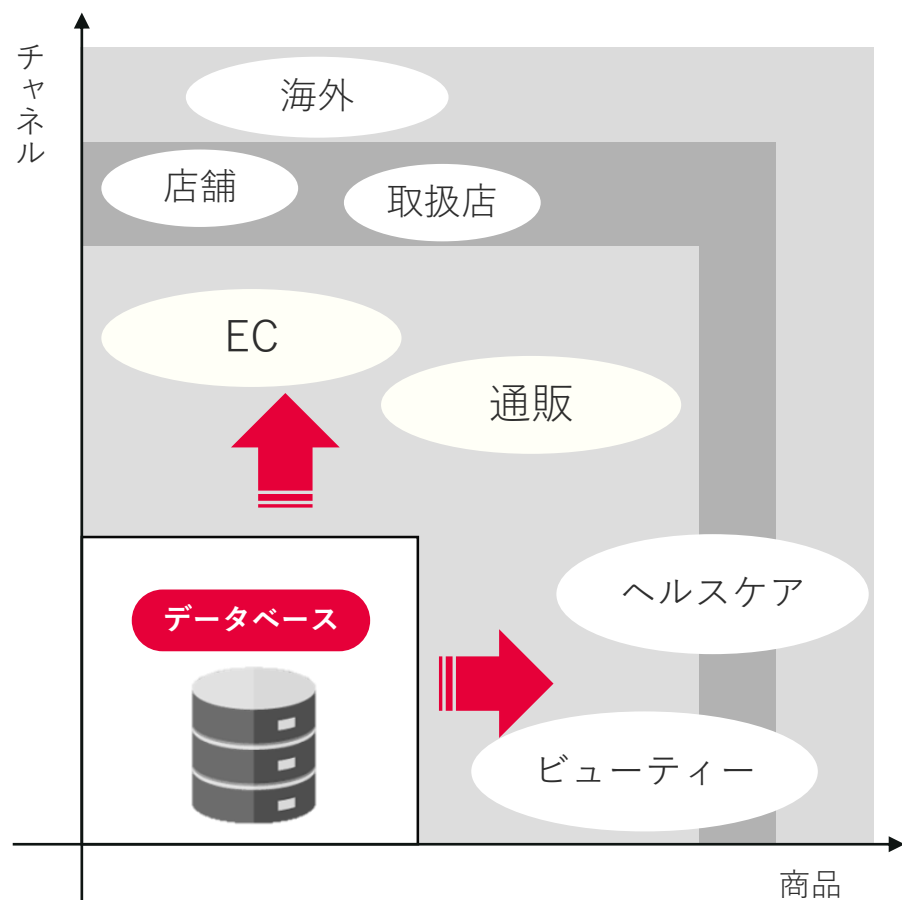 チャネル
海外
店舗
取扱店
EC
通販
ヘルスケア
データベース
ビューティー
商品